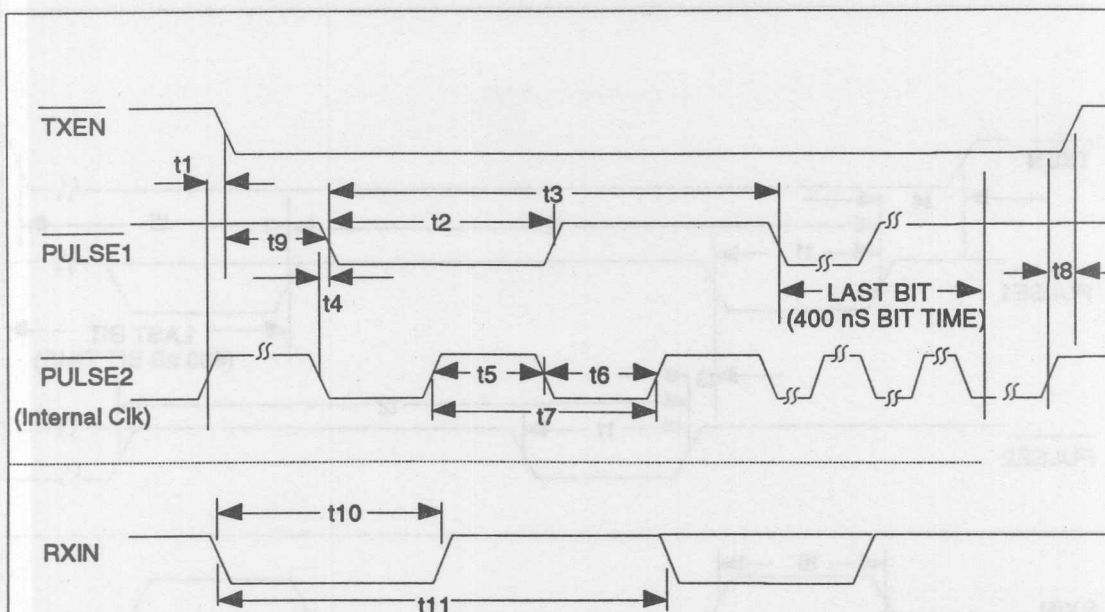 TXEN
t1
t3
t2
t9
PULSE1
t4
t8
LAST BIT
(400 nS BIT TIME)
PULSE2
t5
t6
(Internal Clk)
t7
t10
RXIN
t11